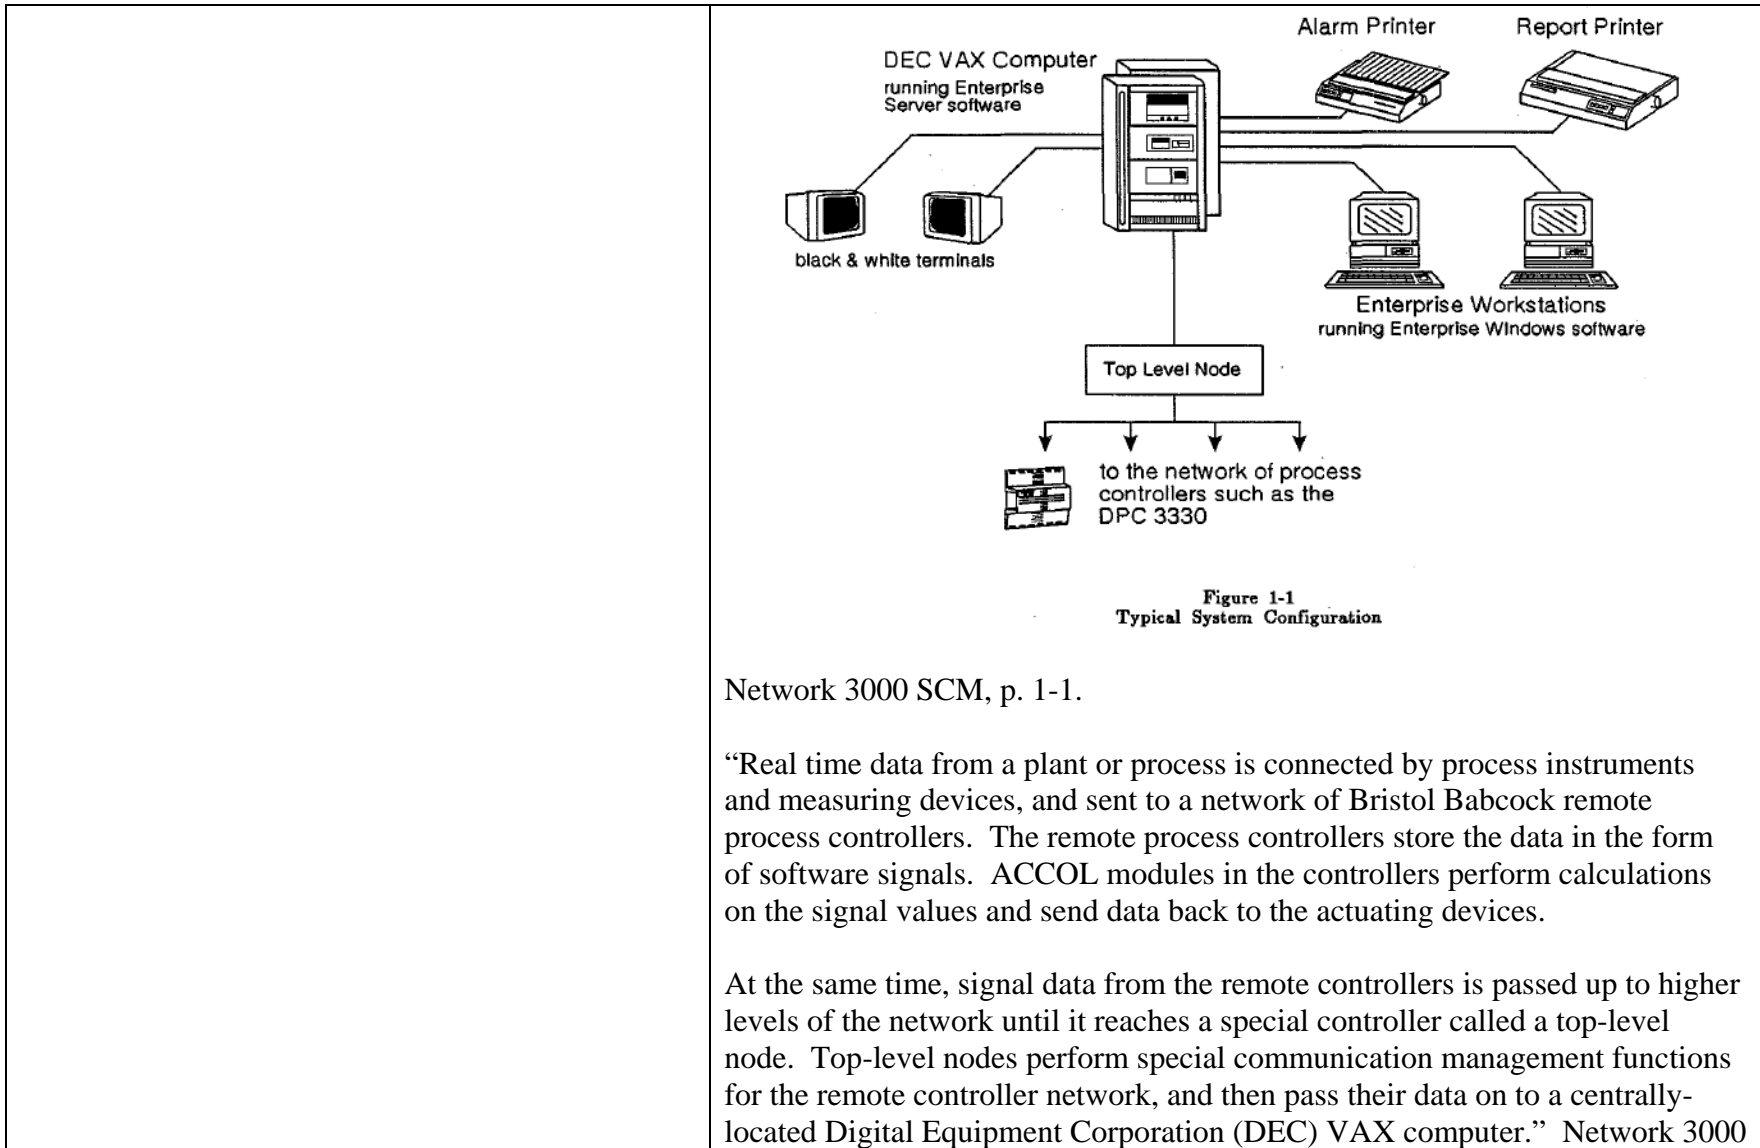 Alarm Printer
Report Printer
DEC VAX Computer
running Enterprise
Server software
black & white terminals
Enterprise Workstations
running Enterprise Windows software
Top Level Node
to the network of process
controllers such as the
DPC 3330
Figure 1-1
Typical System Configuration
Network 3000 SCM, p. 1-1.
“Real time data from a plant or process is connected by process instruments
and measuring devices, and sent to a network of Bristol Babcock remote
process controllers.  The remote process controllers store the data in the form
of software signals.  ACCOL modules in the controllers perform calculations
on the signal values and send data back to the actuating devices.
At the same time, signal data from the remote controllers is passed up to higher
levels of the network until it reaches a special controller called a top-level
node.  Top-level nodes perform special communication management functions
for the remote controller network, and then pass their data on to a centrally-
located Digital Equipment Corporation (DEC) VAX computer.”  Network 3000